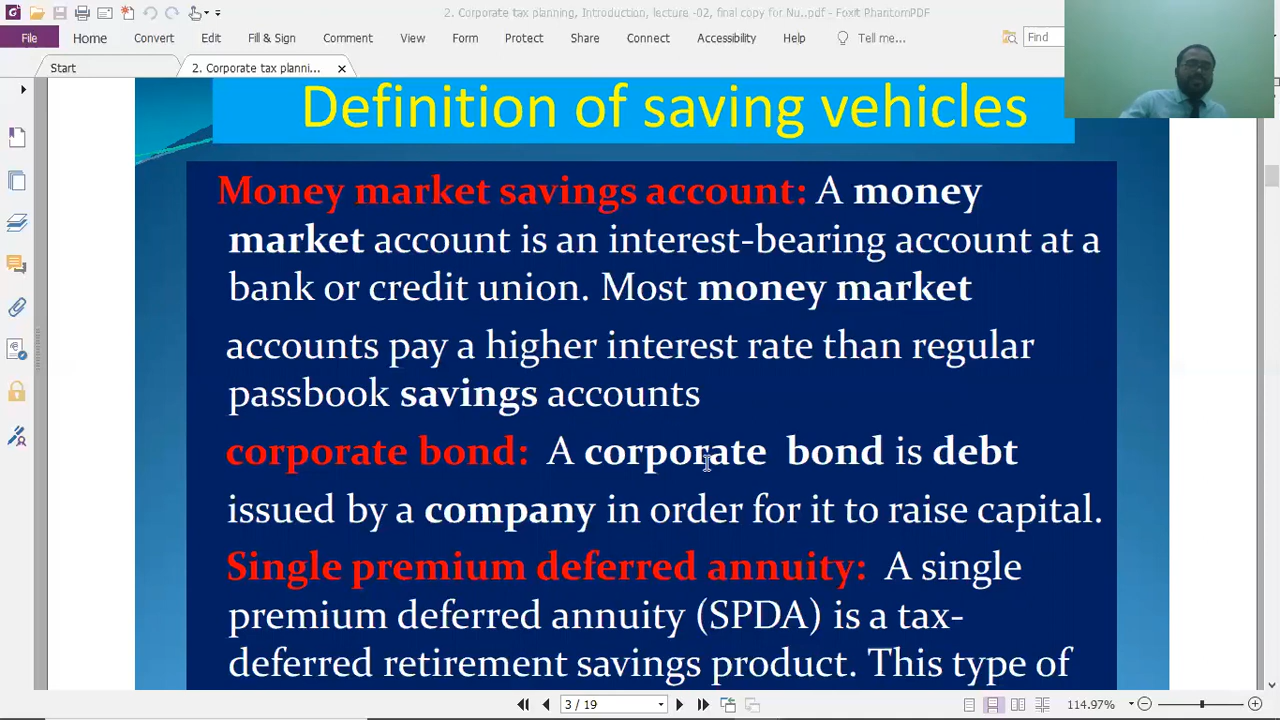 2. Corporate tax planning, Introduction, lecture -02, final copy for Nu..pdf - Foxit PhantomPDF
File Home Convert Edit Fill & Sign Comment View Form Protect Share Connect Accessibility Help Tell me... Find
Start 2. Corporate tax planni...
Definition of saving vehicles
Money market savings account: A money
market account is an interest-bearing account at a
bank or credit union. Most money market
accounts pay a higher interest rate than regular
passbook savings accounts
corporate bond: A corporate bond is debt
issued by a company in order for it to raise capital.
Single premium deferred annuity: A single
premium deferred annuity (SPDA) is a tax-
deferred retirement savings product. This type of
3 / 19 114.97%